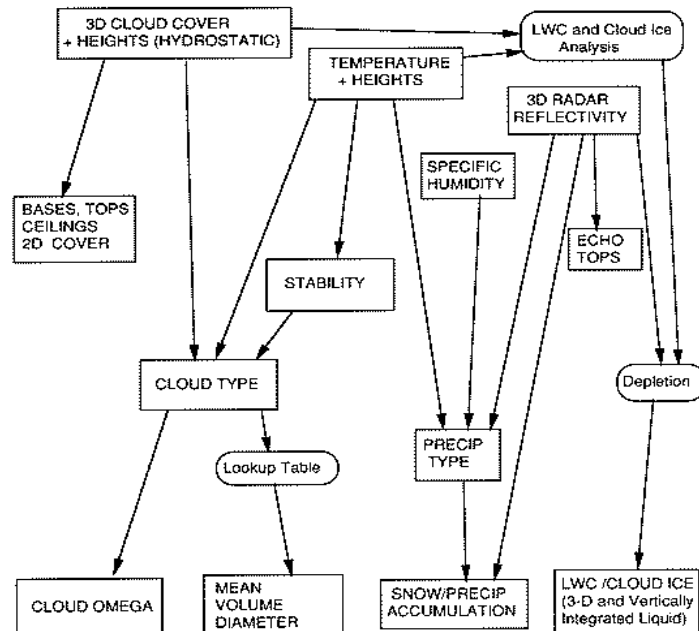 3D CLOUD COVER
+ HEIGHTS (HYDROSTATIC)
LWC and Cloud Ice
Analysis
TEMPERATURE
+ HEIGHTS
3D RADAR
REFLECTIVITY
SPECIFIC
HUMIDITY
BASES, TOPS
CEILINGS
2D COVER
ECHO
TOPS
STABILITY
CLOUD TYPE
Depletion
PRECIP
TYPE
Lookup Table
CLOUD OMEGA
MEAN
VOLUME
DIAMETER
SNOW/PRECIP
ACCUMULATION
LWC /CLOUD ICE
(3-D and Vertically
Integrated Liquid)